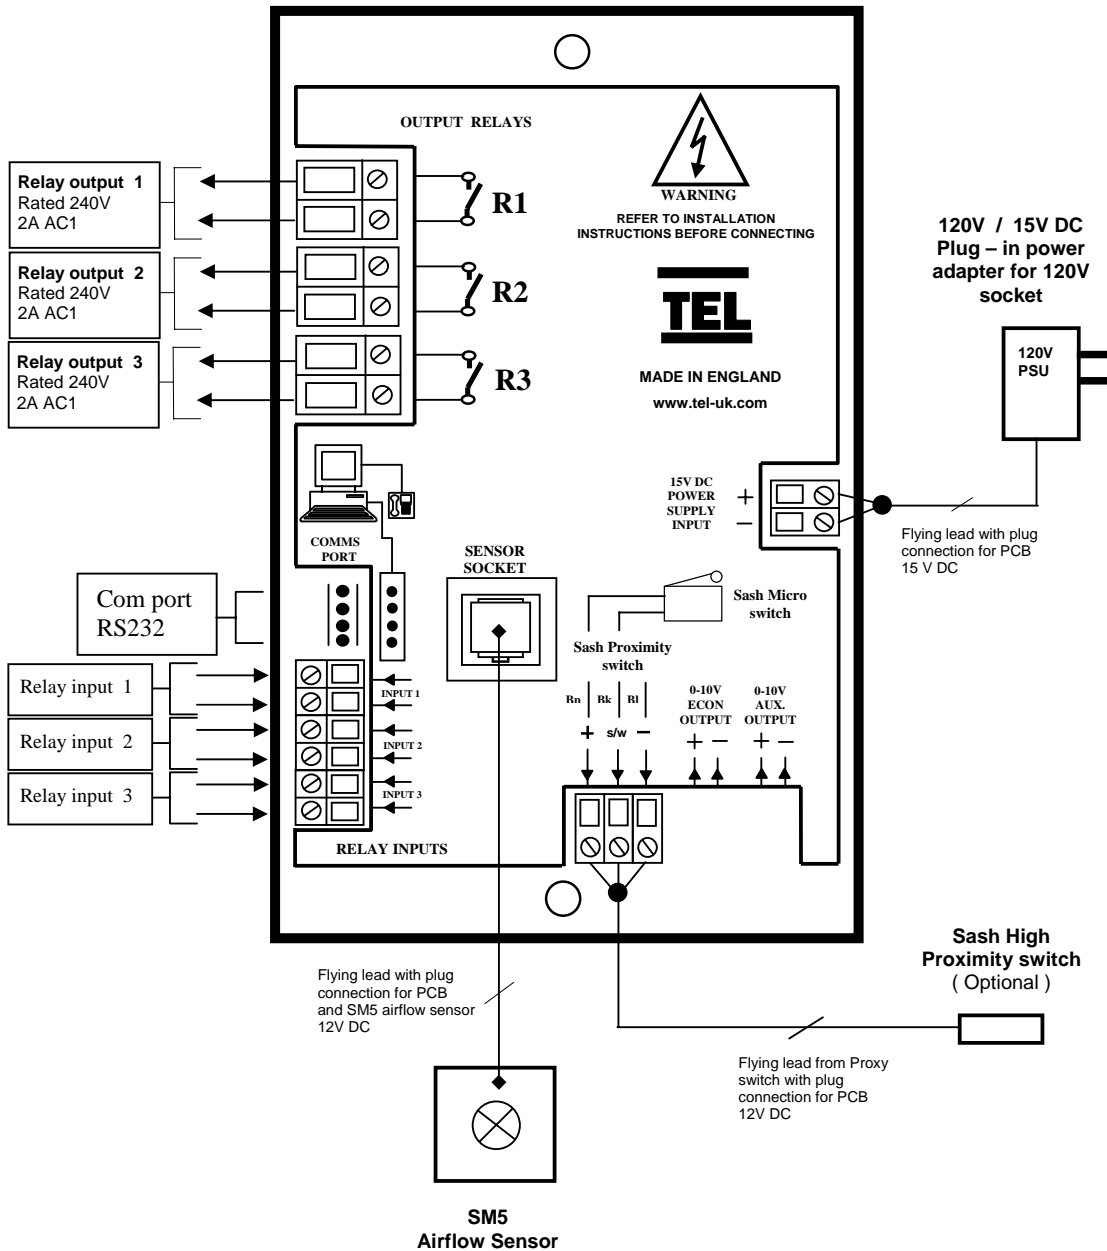 OUTPUT RELAYS
Relay output 1
Rated 240V
2A AC1
Relay output 2
Rated 240V
2A AC1
Relay output 3
Rated 240V
2A AC1
R1
R2
R3
WARNING
REFER TO INSTALLATION
INSTRUCTIONS BEFORE CONNECTING
TEL
MADE IN ENGLAND
www.tel-uk.com
120V / 15V DC
Plug – in power
adapter for 120V
socket
120V
PSU
15V DC
POWER
SUPPLY
INPUT
+
−
Flying lead with plug
connection for PCB
15 V DC
COMMS
PORT
SENSOR
SOCKET
Com port
RS232
Sash Micro
switch
Sash Proximity
switch
Bn Bk Bl
+ s/w −
0-10V
ECON
OUTPUT
+ −
0-10V
AUX.
OUTPUT
+ −
Relay input 1
Relay input 2
Relay input 3
INPUT 1
INPUT 2
INPUT 3
RELAY INPUTS
Flying lead with plug
connection for PCB
and SM5 airflow sensor
12V DC
Sash High
Proximity switch
( Optional )
Flying lead from Proxy
switch with plug
connection for PCB
12V DC
SM5
Airflow Sensor